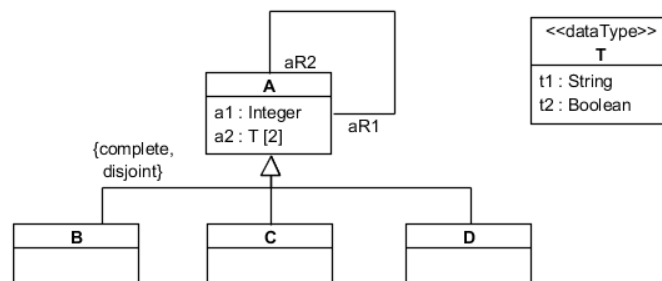 <<dataType>>
T
t1 : String
t2 : Boolean
aR2
A
a1 : Integer
a2 : T [2]
aR1
{complete,
disjoint}
B
C
D